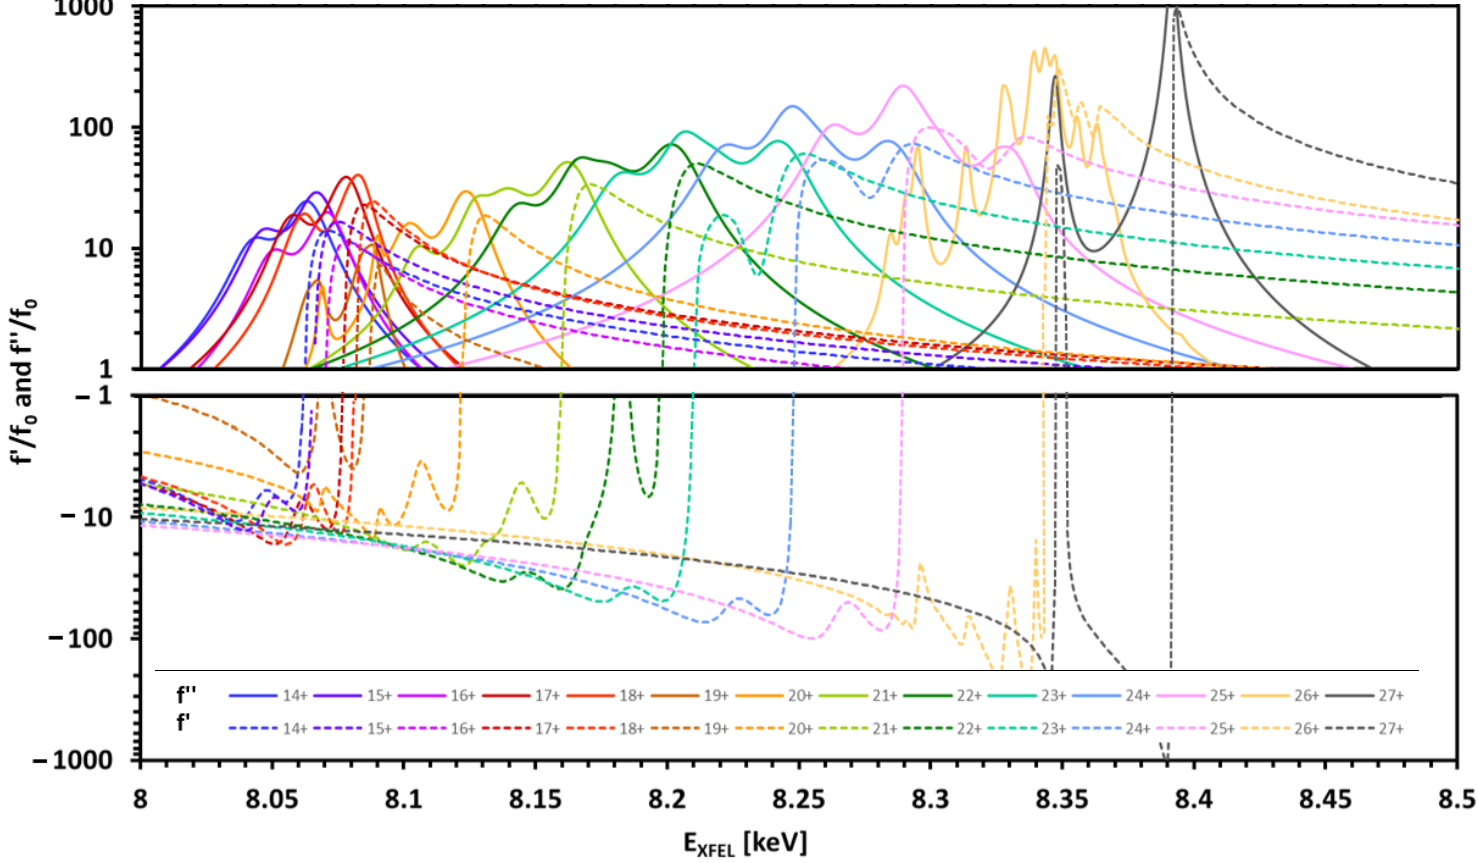 1000
100
10
1
f'/f0 and f''/f0
−1
−10
−100
−1000
f'' 14+ 15+ 16+ 17+ 18+ 19+ 20+ 21+ 22+ 23+ 24+ 25+ 26+ 27+
f' 14+ 15+ 16+ 17+ 18+ 19+ 20+ 21+ 22+ 23+ 24+ 25+ 26+ 27+
8 8.05 8.1 8.15 8.2 8.25 8.3 8.35 8.4 8.45 8.5
EXFEL [keV]